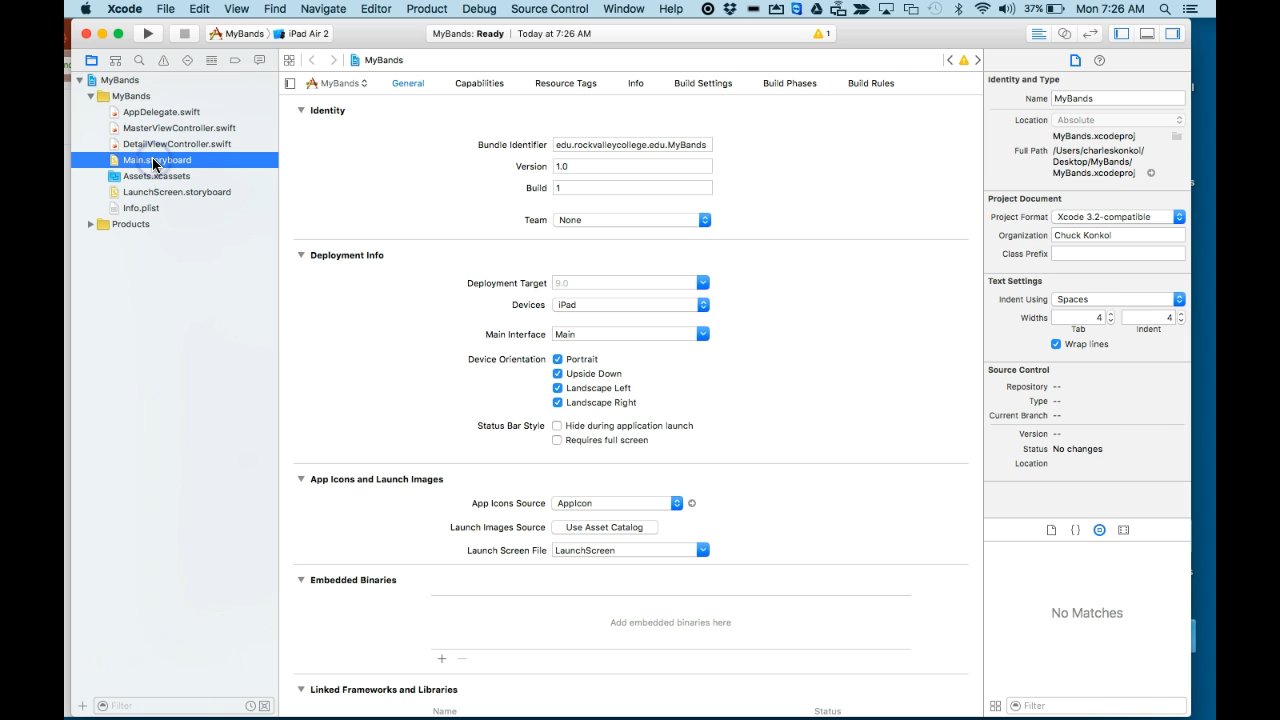 Xcode File Edit View Find Navigate Editor Product Debug Source Control Window Help 37% Mon 7:26 AM
MyBands iPad Air 2 MyBands: Ready Today at 7:26 AM 1
MyBands
MyBands General Capabilities Resource Tags Info Build Settings Build Phases Build Rules
MyBands
MyBands
AppDelegate.swift
MasterViewController.swift
DetailViewController.swift
Main.storyboard
Assets.xcassets
LaunchScreen.storyboard
Info.plist
Products
Filter
Identity
Bundle Identifier edu.rockvalleycollege.edu.MyBands
Version 1.0
Build 1
Team None
Deployment Info
Deployment Target 9.0
Devices iPad
Main Interface Main
Device Orientation Portrait
Upside Down
Landscape Left
Landscape Right
Status Bar Style Hide during application launch
Requires full screen
App Icons and Launch Images
App Icons Source AppIcon
Launch Images Source Use Asset Catalog
Launch Screen File LaunchScreen
Embedded Binaries
Add embedded binaries here
Linked Frameworks and Libraries
Name Status
Identity and Type
Name MyBands
Location Absolute
MyBands.xcodeproj
Full Path /Users/charleskonkol/
Desktop/MyBands/
MyBands.xcodeproj
Project Document
Project Format Xcode 3.2-compatible
Organization Chuck Konkol
Class Prefix
Text Settings
Indent Using Spaces
Widths 4 4
Tab Indent
Wrap lines
Source Control
Repository --
Type --
Current Branch --
Version --
Status No changes
Location
{}
No Matches
Filter